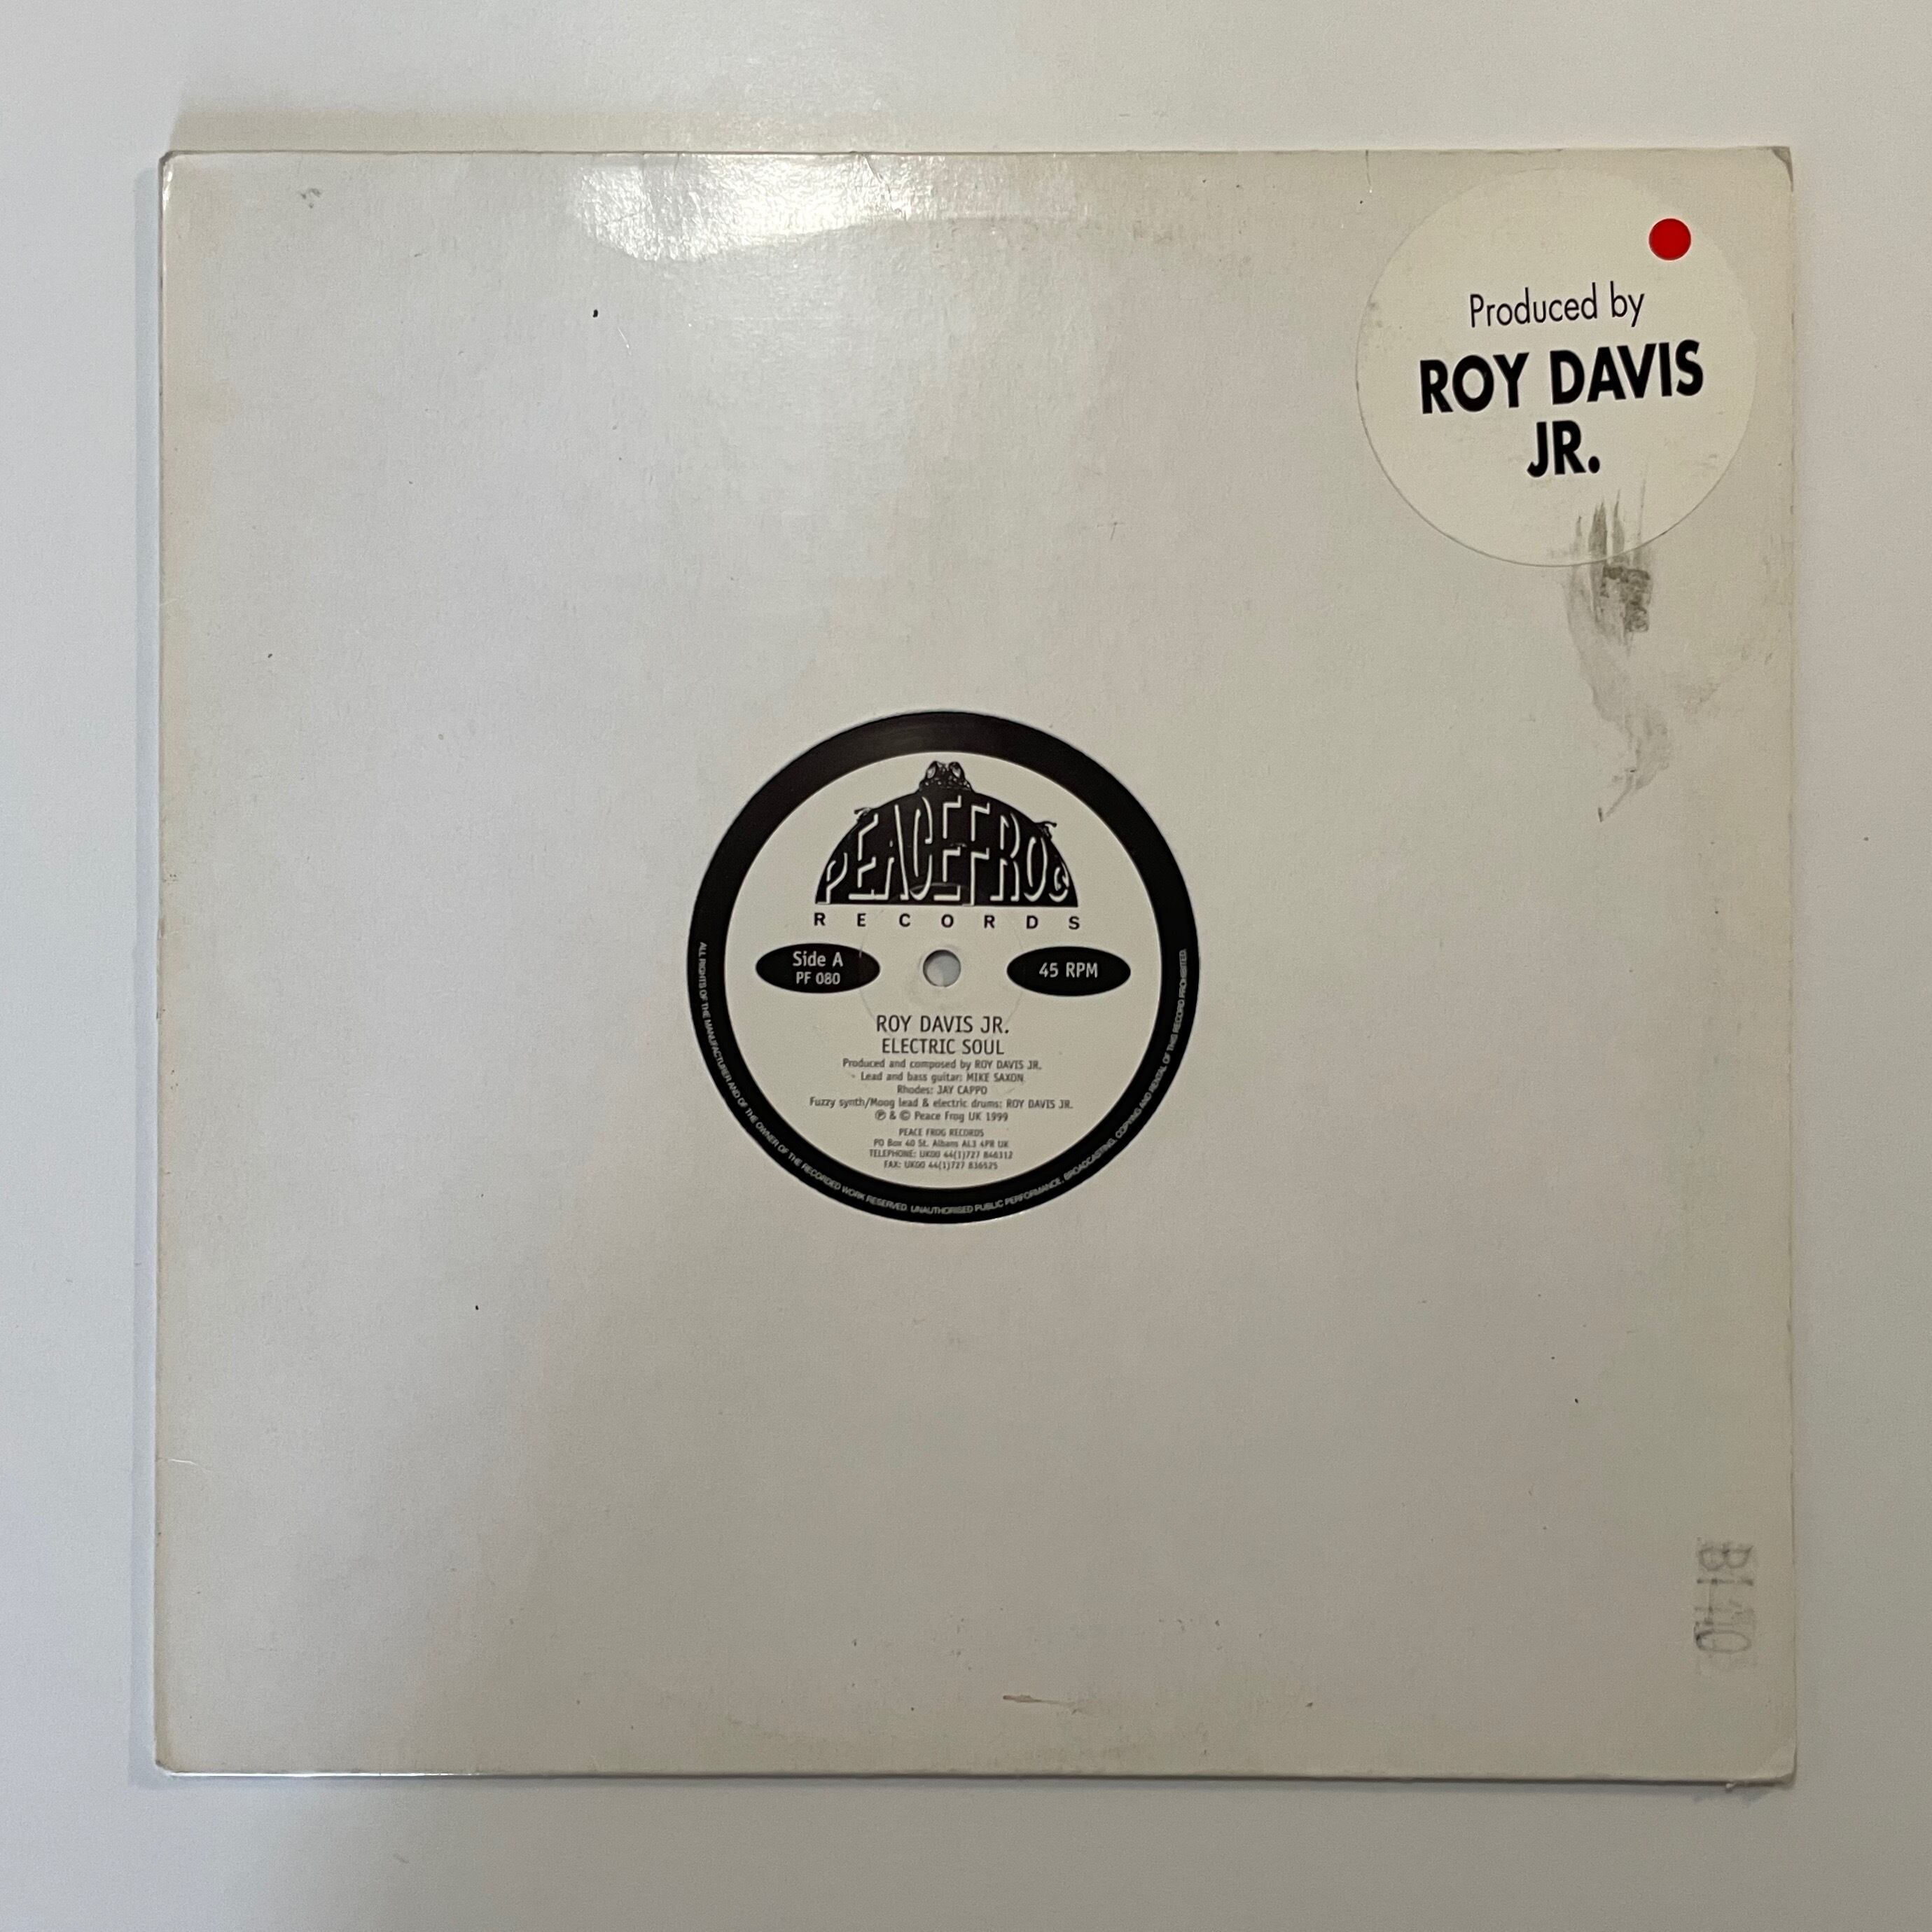 Produced by
ROY DAVIS
JR.
PEACEFROG
RECORDS
Side A
PF 080
45 RPM
ROY DAVIS JR.
ELECTRIC SOUL
Produced and composed by ROY DAVIS JR.
Lead and bass guitar: MIKE SAXON
Rhodes: JAY CAPPO
Fuzzy synth/Moog lead & electric drums: ROY DAVIS JR.
℗ & © Peace Frog UK 1999
PEACE FROG RECORDS
PO Box 40 St. Albans AL3 4PR UK
TELEPHONE: UK00 44(1)727 846312
FAX: UK00 44(1)727 836525
ALL RIGHTS OF THE MANUFACTURER AND OF THE OWNER OF THE RECORDED WORK RESERVED. UNAUTHORISED PUBLIC PERFORMANCE, BROADCASTING, COPYING AND RENTAL OF THIS RECORD PROHIBITED.